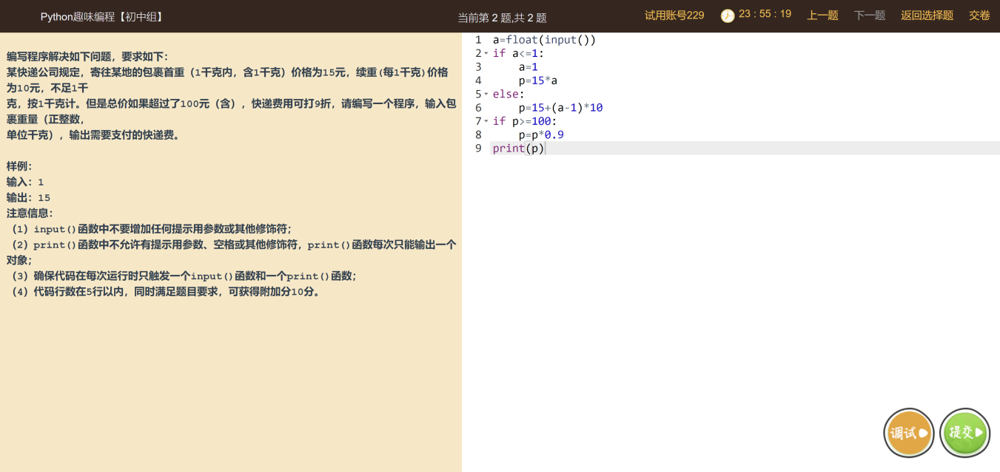 Python趣味编程【初中组】
当前第 2 题,共 2 题
试用账号229
23 : 55 : 19
上一题
下一题
返回选择题
交卷
编写程序解决如下问题，要求如下：
某快递公司规定，寄往某地的包裹首重（1千克内，含1千克）价格为15元，续重(每1千克)价格
为10元，不足1千
克，按1千克计。但是总价如果超过了100元（含），快递费用可打9折，请编写一个程序，输入包
裹重量（正整数，
单位千克），输出需要支付的快递费。
样例：
输入：1
输出：15
注意信息：
（1）input()函数中不要增加任何提示用参数或其他修饰符；
（2）print()函数中不允许有提示用参数、空格或其他修饰符，print()函数每次只能输出一个
对象；
（3）确保代码在每次运行时只触发一个input()函数和一个print()函数；
（4）代码行数在5行以内，同时满足题目要求，可获得附加分10分。
1 a=float(input())
2 if a<=1:
3     a=1
4     p=15*a
5 else:
6     p=15+(a-1)*10
7 if p>=100:
8     p=p*0.9
9 print(p)
调试
提交